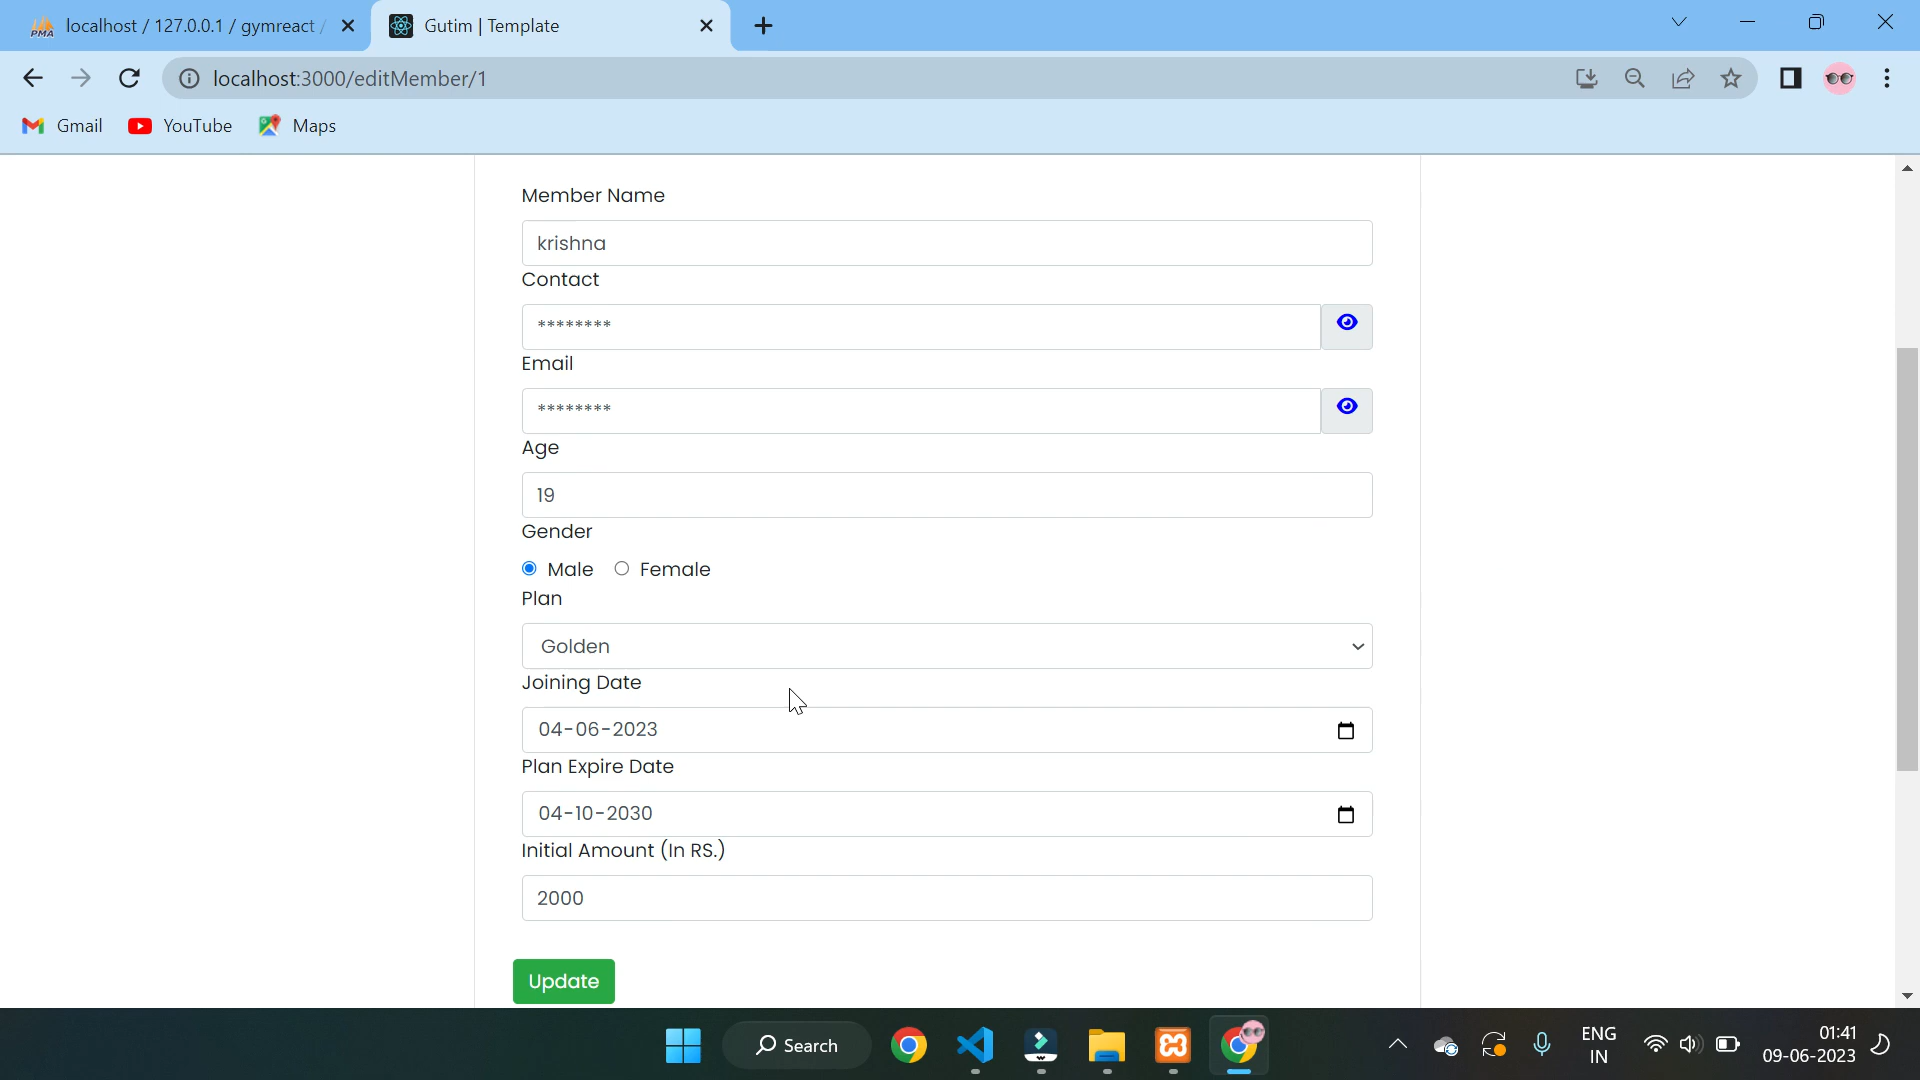 localhost / 127.0.0.1 / gymreact /
Gutim | Template
localhost:3000/editMember/1
Gmail
YouTube
Maps
Member Name
krishna
Contact
********
Email
********
Age
19
Gender
Male
Female
Plan
Golden
Joining Date
04-06-2023
Plan Expire Date
04-10-2030
Initial Amount (In RS.)
2000
Update
Search
ENG
IN
01:41
09-06-2023